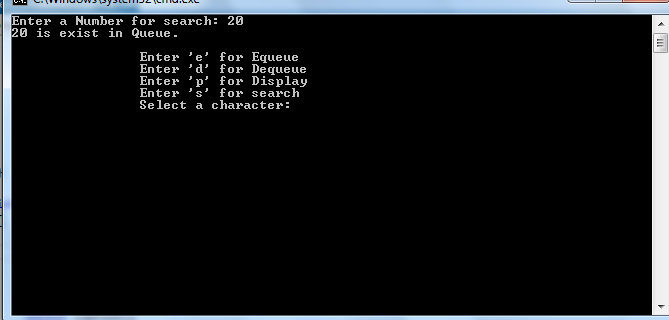 C:\Windows\system32\cmd.exe
Enter a Number for search: 20
20 is exist in Queue.
Enter 'e' for Equeue
Enter 'd' for Dequeue
Enter 'p' for Display
Enter 's' for search
Select a character: